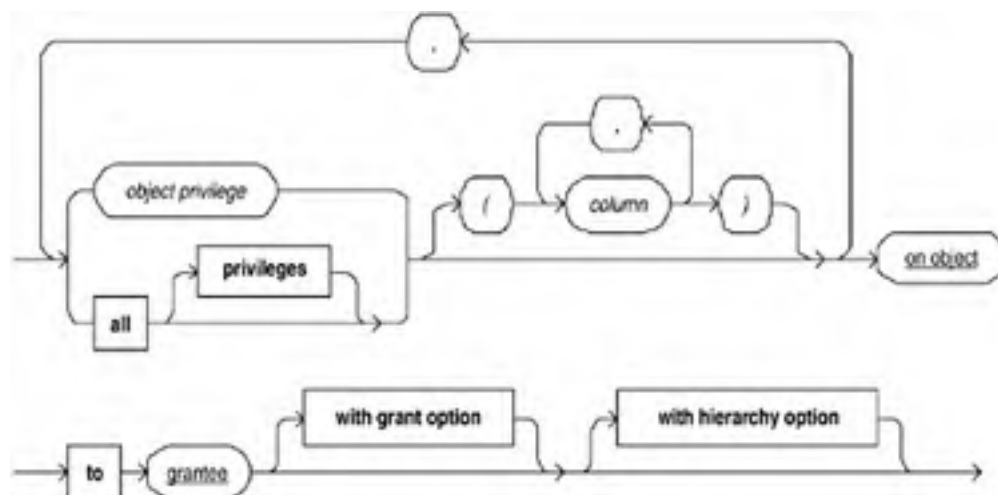 ,
,
object privilege
( column )
privileges
on object
all
with grant option
with hierarchy option
to
grantee